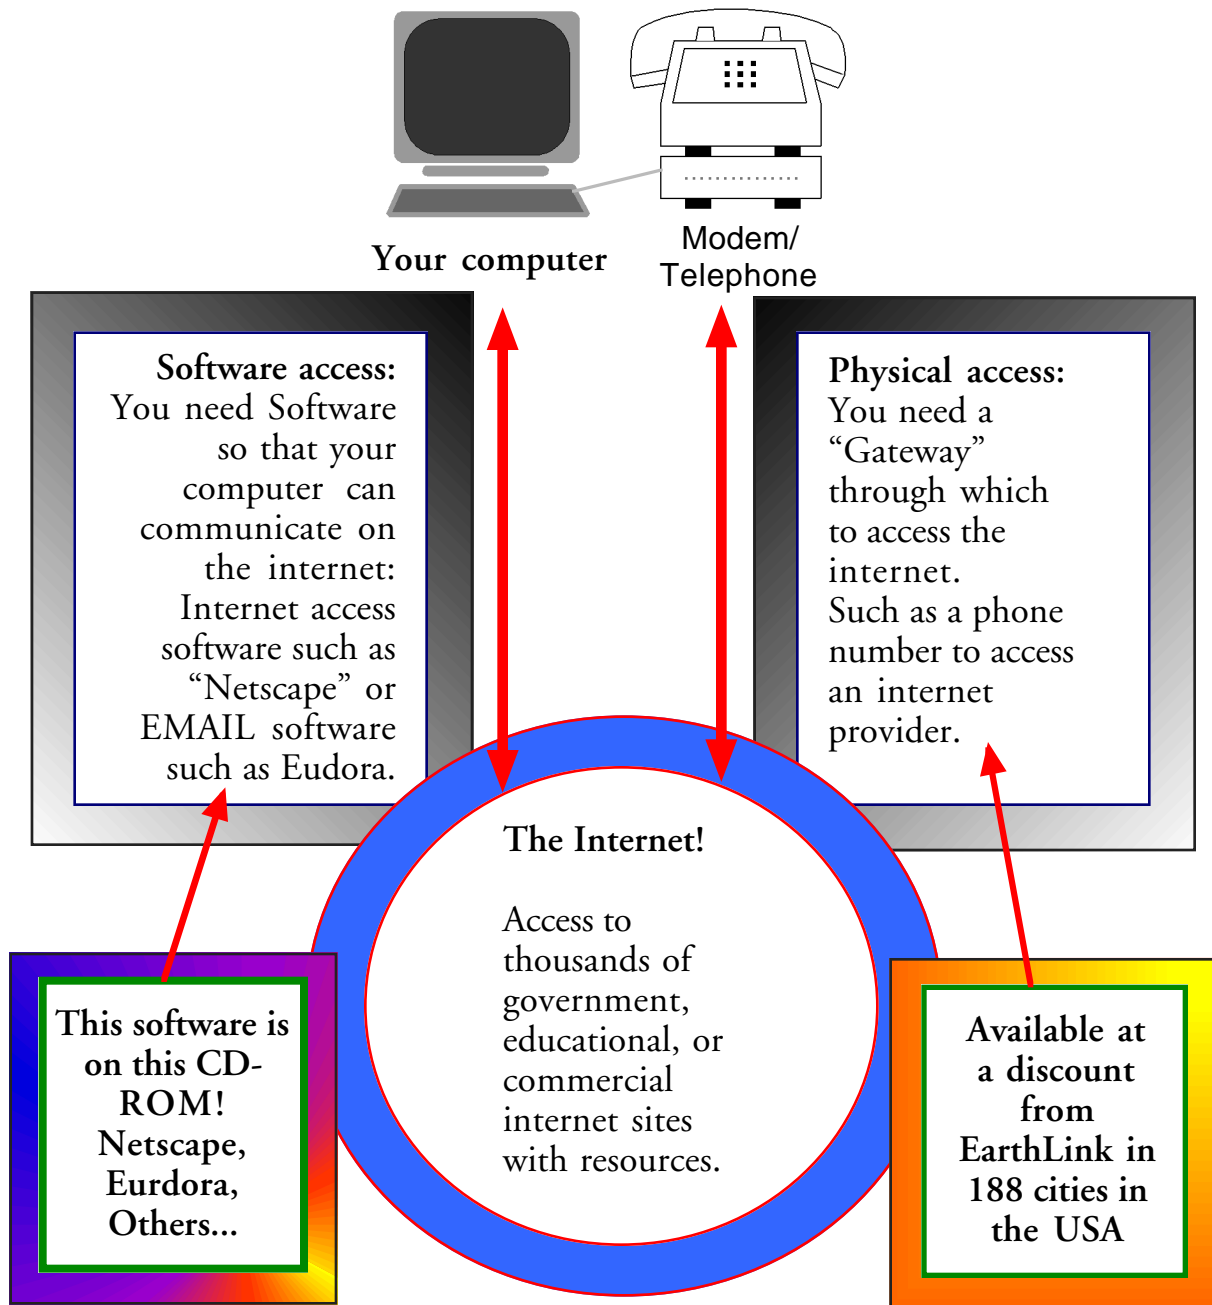 Your computer
Modem/
Telephone
Software access:
You need Software
so that your
computer can
communicate on
the internet:
Internet access
software such as
“Netscape” or
EMAIL software
such as Eudora.
Physical access:
You need a
“Gateway”
through which
to access the
internet.
Such as a phone
number to access
an internet
provider.
The Internet!
Access to
thousands of
government,
educational, or
commercial
internet sites
with resources.
This software is
on this CD-
ROM!
Netscape,
Eurdora,
Others...
Available at
a discount
from
EarthLink in
188 cities in
the USA